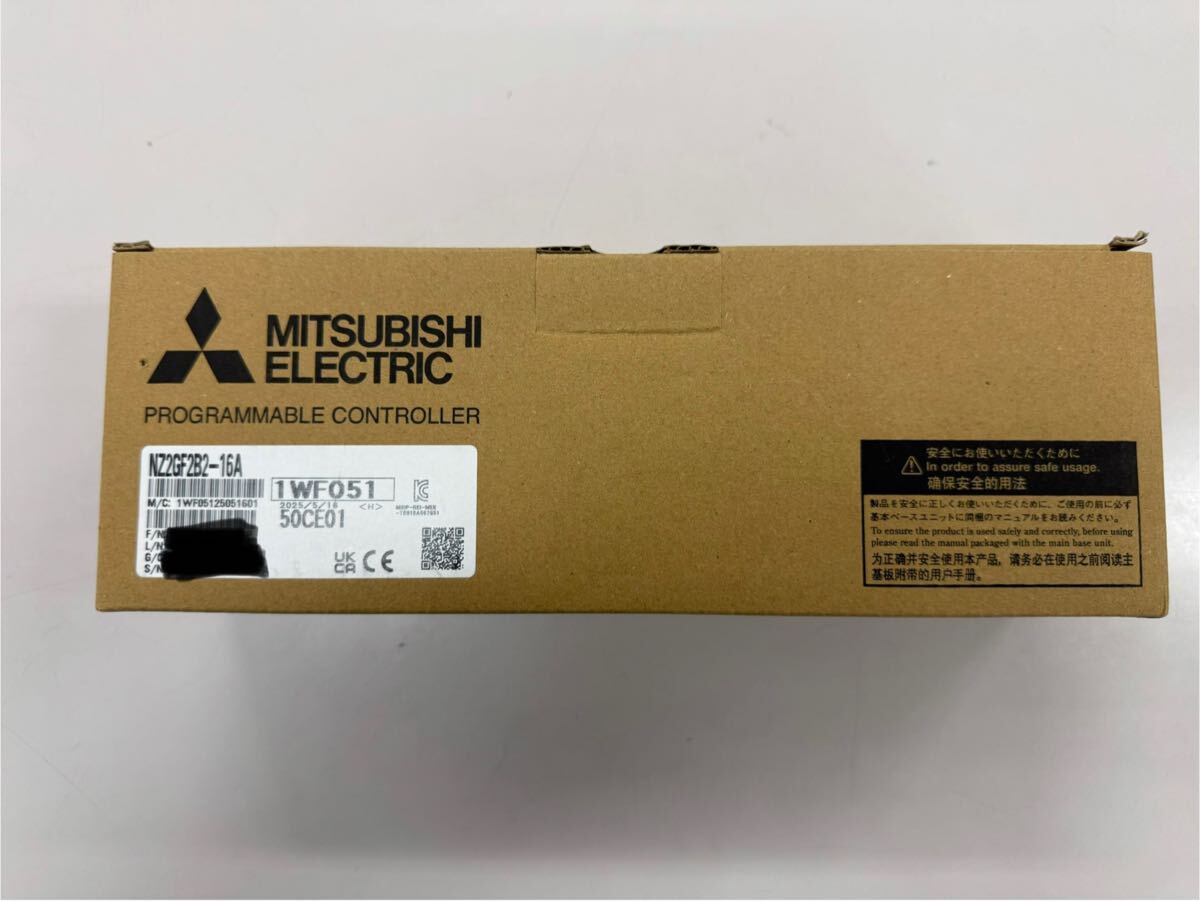 MITSUBISHI
ELECTRIC
PROGRAMMABLE CONTROLLER
NZ2GF2B2-16A
1WF051
M/C: 1WF05125051601
2025/5/16 <H>
50CE01
F/N
L/N
G/
S/N
UK
CA CE
安全にお使いいただくために
In order to assure safe usage.
确保安全的用法
製品を安全に正しくお使いいただくために、ご使用の前に必ず
基本ベースユニットに同梱のマニュアルをお読みください。
To ensure the product is used safely and correctly, before using
please read the manual packaged with the main base unit.
为正确并安全使用本产品，请务必在使用之前阅读主
基板附带的用户手册。